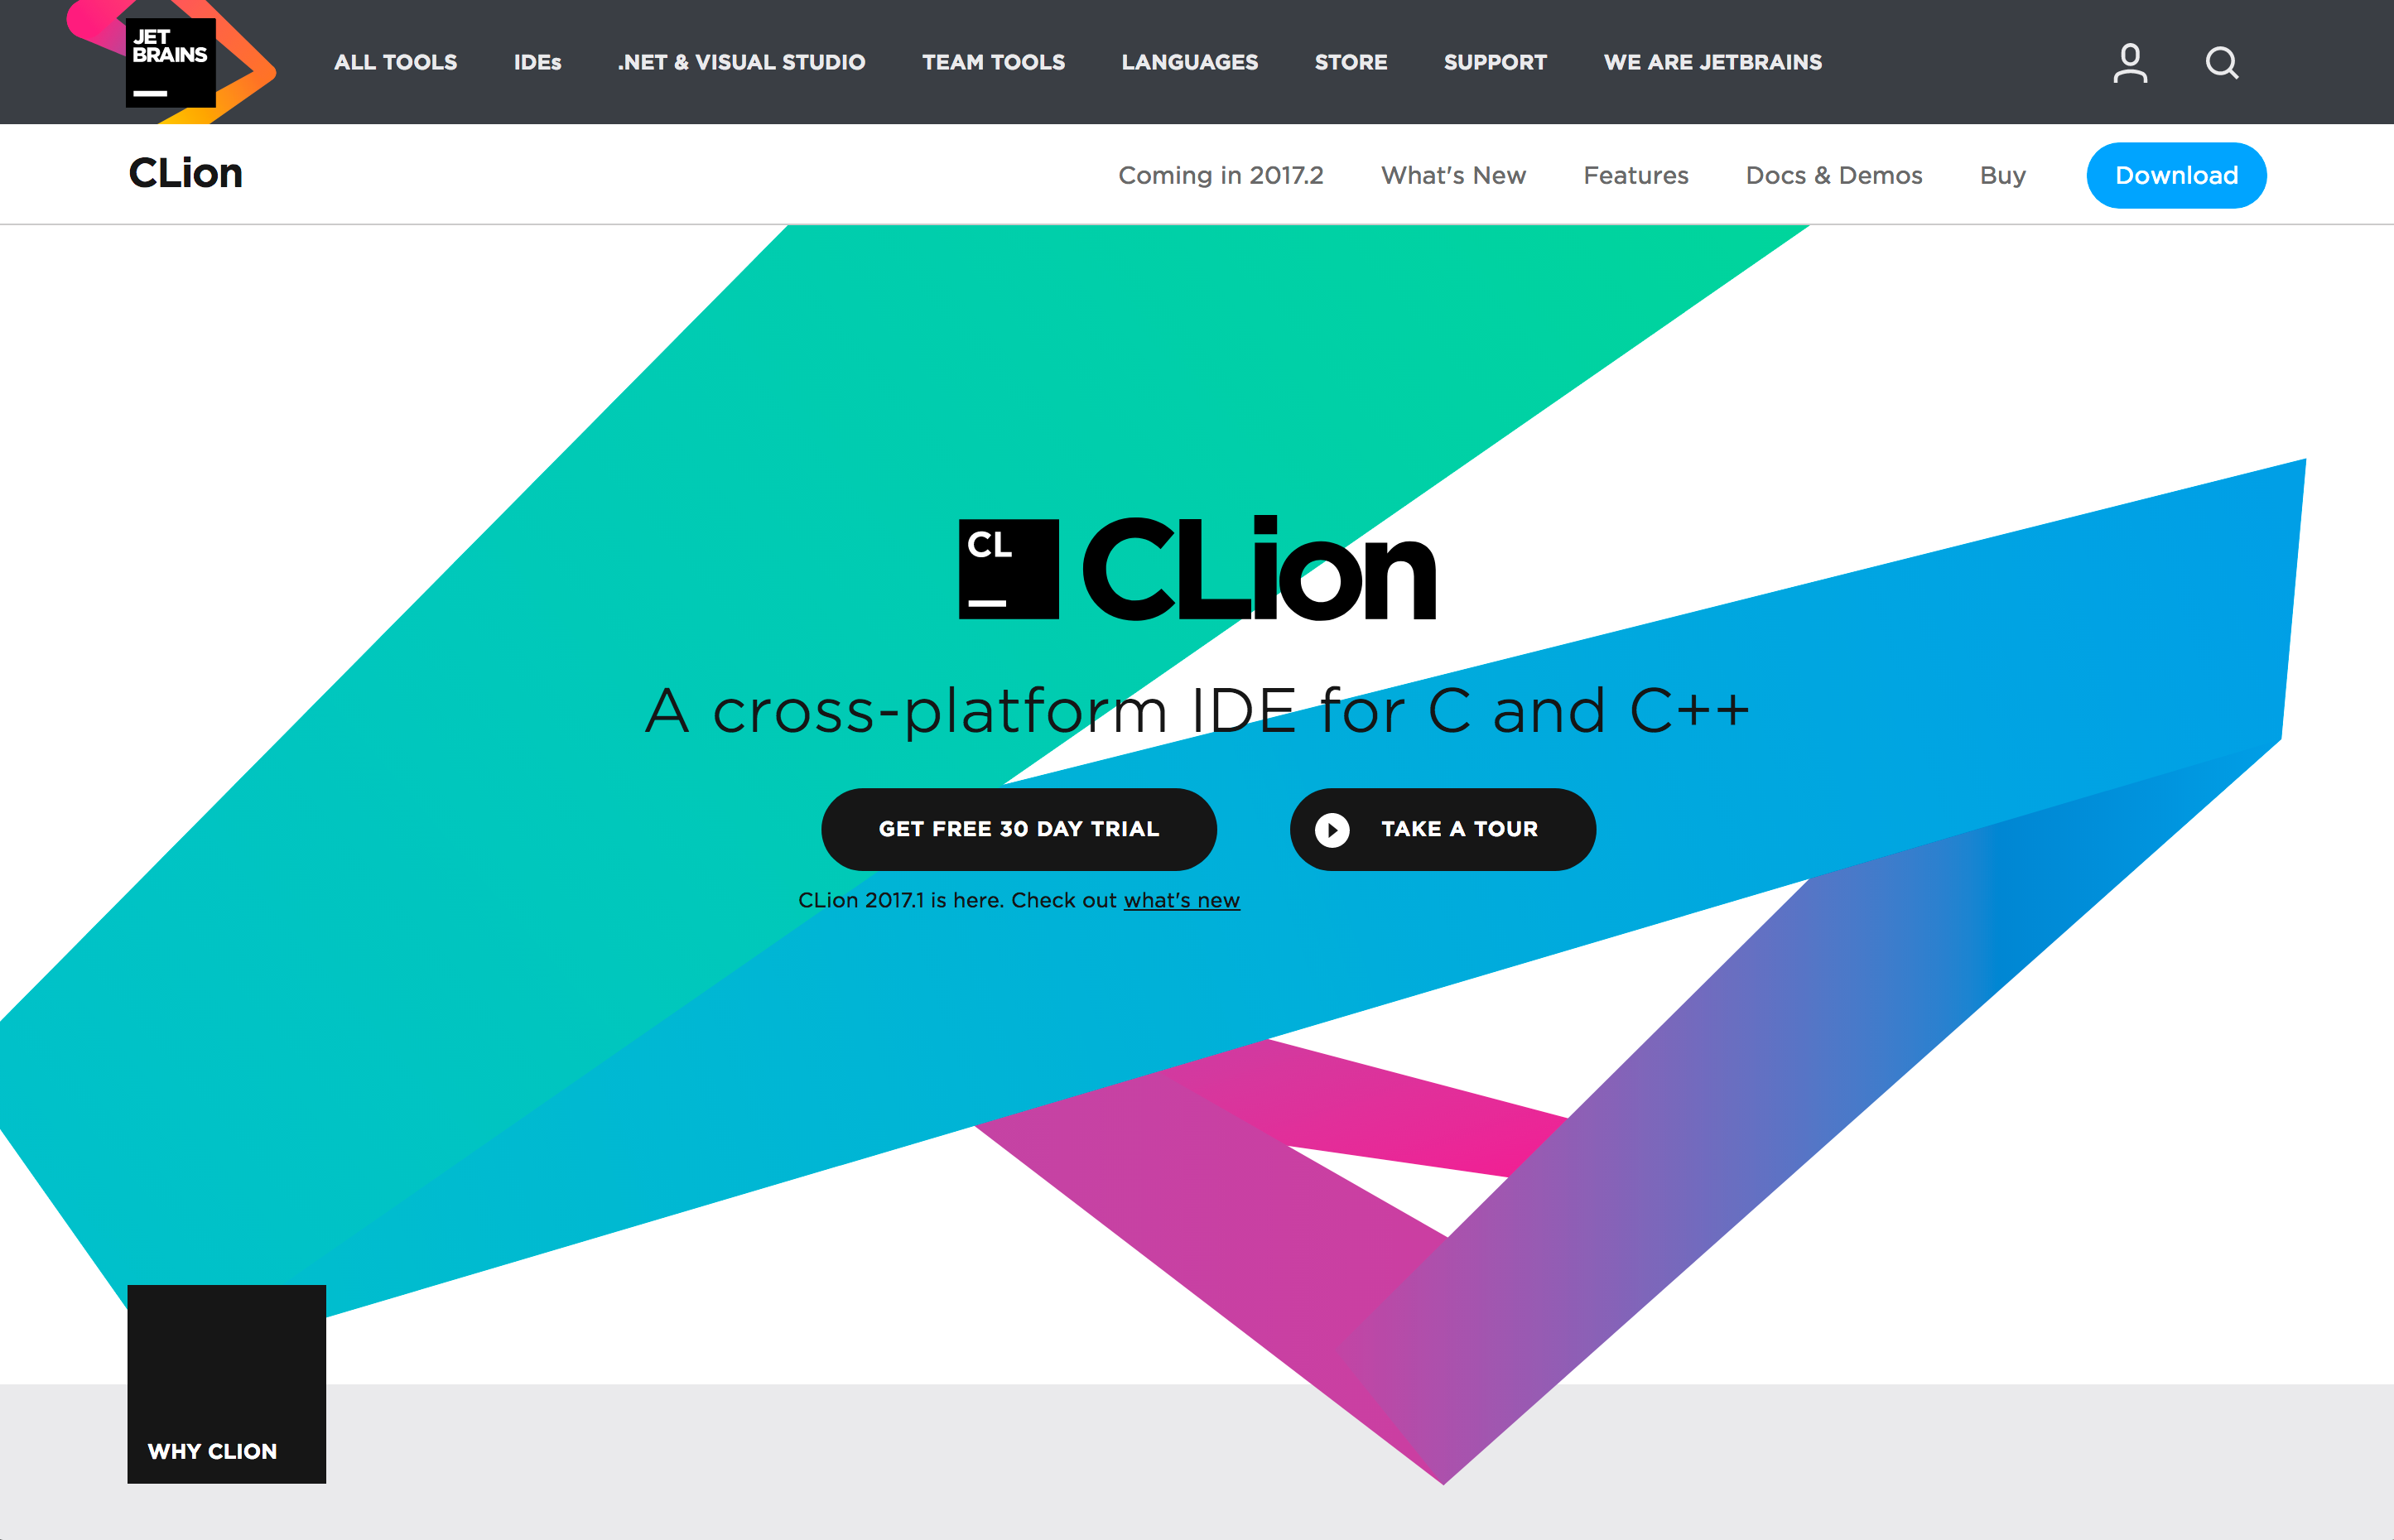 JET
BRAINS
ALL TOOLS IDEs .NET & VISUAL STUDIO TEAM TOOLS LANGUAGES STORE SUPPORT WE ARE JETBRAINS
CLion Coming in 2017.2 What's New Features Docs & Demos Buy Download
CL CLion
A cross-platform IDE for C and C++
GET FREE 30 DAY TRIAL TAKE A TOUR
CLion 2017.1 is here. Check out what's new
WHY CLION